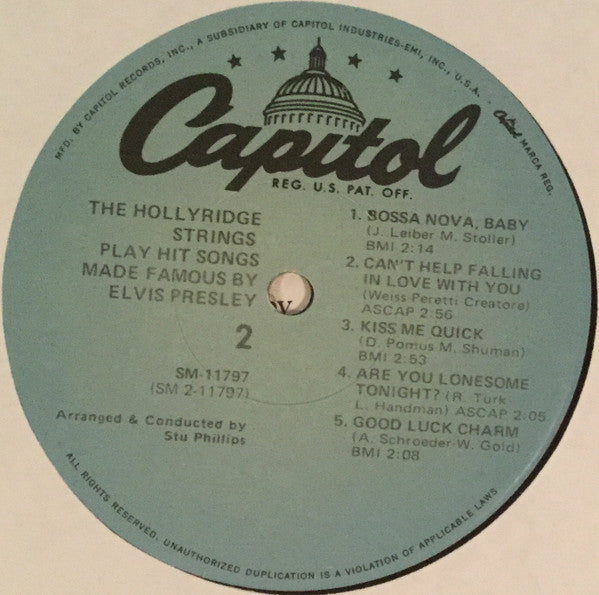 MFD. BY CAPITOL RECORDS, INC., A SUBSIDIARY OF CAPITOL INDUSTRIES-EMI, INC., U.S.A. - Capitol MARCA REG.
Capitol
REG. U.S. PAT. OFF.
THE HOLLYRIDGE
STRINGS
PLAY HIT SONGS
MADE FAMOUS BY
ELVIS PRESLEY
2
SM-11797
(SM 2-11797)
Arranged & Conducted by
Stu Phillips
1. BOSSA NOVA, BABY
(J. Leiber M. Stoller)
BMI 2:14
2. CAN'T HELP FALLING
IN LOVE WITH YOU
(Weiss-Peretti Creatore)
ASCAP 2:56
3. KISS ME QUICK
(D. Pomus M. Shuman)
BMI 2:53
4. ARE YOU LONESOME
TONIGHT? (R. Turk
L. Handman) ASCAP 2:05
5. GOOD LUCK CHARM
(A. Schroeder-W. Gold)
BMI 2:08
ALL RIGHTS RESERVED. UNAUTHORIZED DUPLICATION IS A VIOLATION OF APPLICABLE LAWS